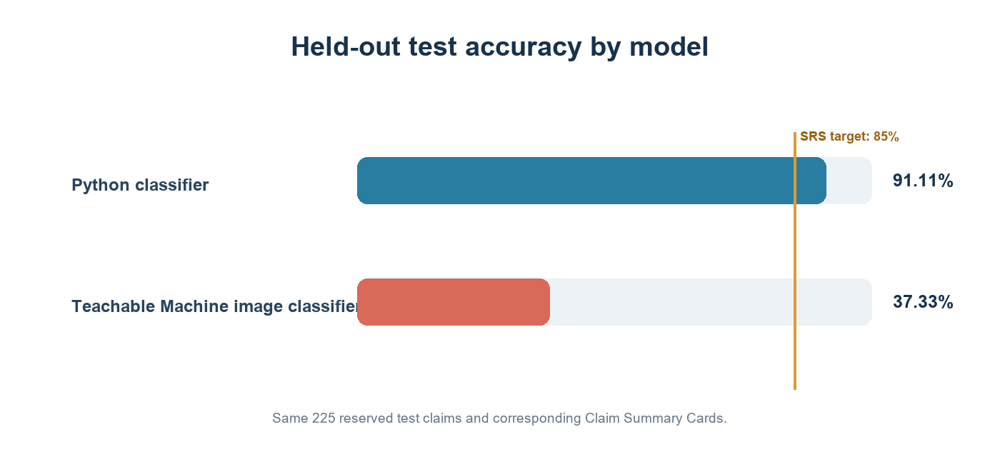 Held-out test accuracy by model
SRS target: 85%
Python classifier
91.11%
Teachable Machine image classifier
37.33%
Same 225 reserved test claims and corresponding Claim Summary Cards.